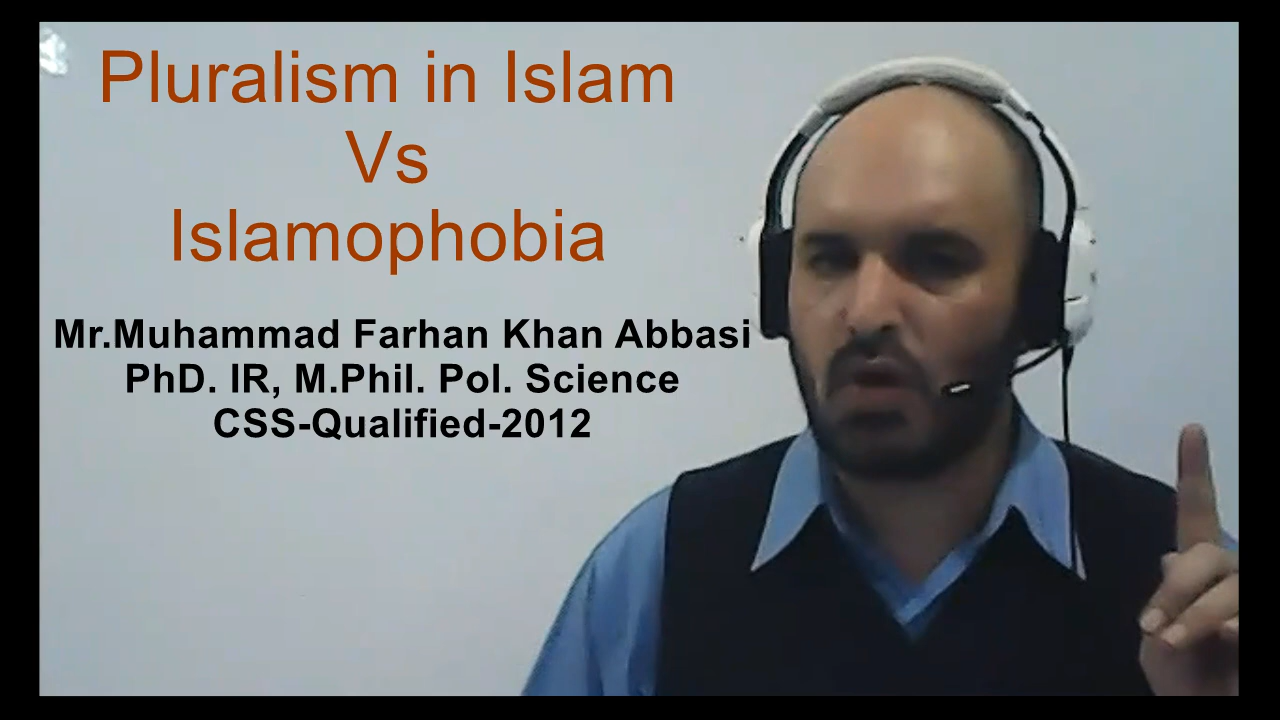 Pluralism in Islam
Vs
Islamophobia
Mr.Muhammad Farhan Khan Abbasi
PhD. IR, M.Phil. Pol. Science
CSS-Qualified-2012